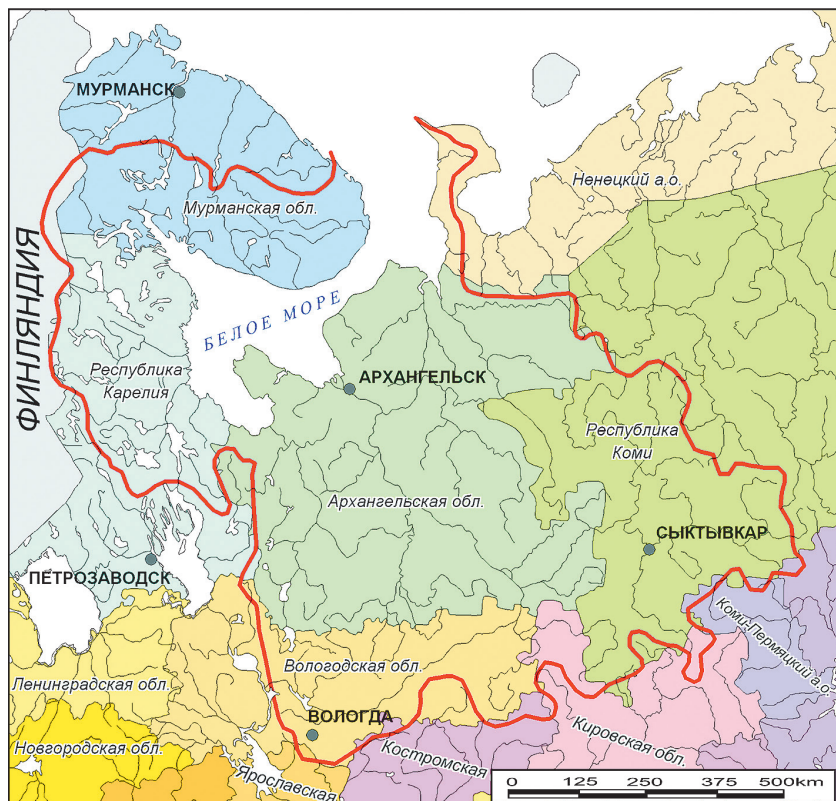 МУРМАНСК
Ненецкий а.о.
Мурманская обл.
ФИНЛЯНДИЯ
БЕЛОЕ МОРЕ
Республика
Карелия
АРХАНГЕЛЬСК
Республика
Коми
Архангельская обл.
СЫКТЫВКАР
ПЕТРОЗАВОДСК
Коми-Пермяцкий а.о.
Вологодская обл.
Ленинградская обл.
ВОЛОГДА
Новгородская обл.
Кировская обл.
Костромская
Ярославская
0 125 250 375 500km